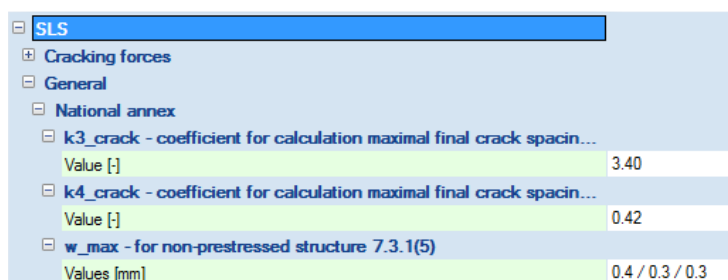 SLS
Cracking forces
General
National annex
k3_crack - coefficient for calculation maximal final crack spacin...
Value [-] 3.40
k4_crack - coefficient for calculation maximal final crack spacin...
Value [-] 0.42
w_max - for non-prestressed structure 7.3.1(5)
Values [mm] 0.4 / 0.3 / 0.3